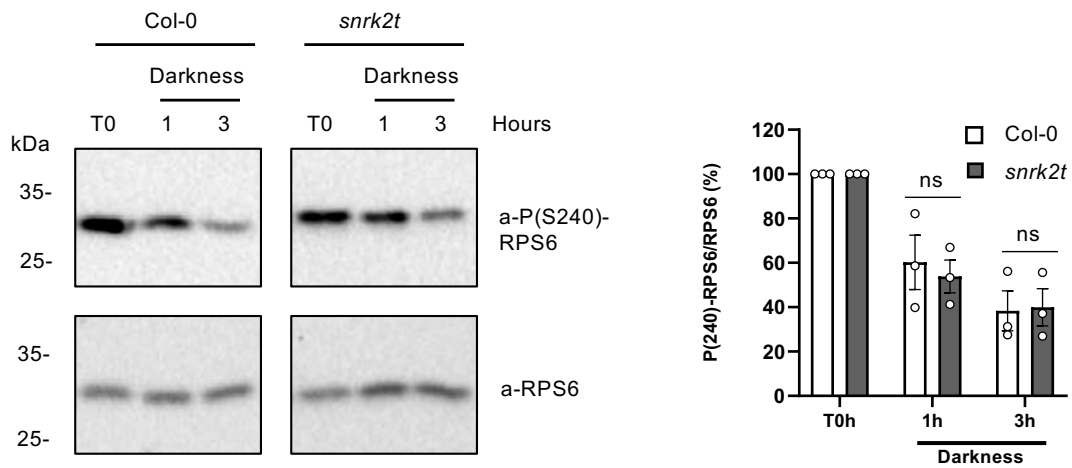 Col-0
snrk2t
Darkness
Darkness
T0 1 3
T0 1 3
Hours
kDa
35-
25-
a-P(S240)-
RPS6
35-
25-
a-RPS6
P(240)-RPS6/RPS6 (%)
120
100
80
60
40
20
0
Col-0
snrk2t
ns
ns
T0h
1h
3h
Darkness